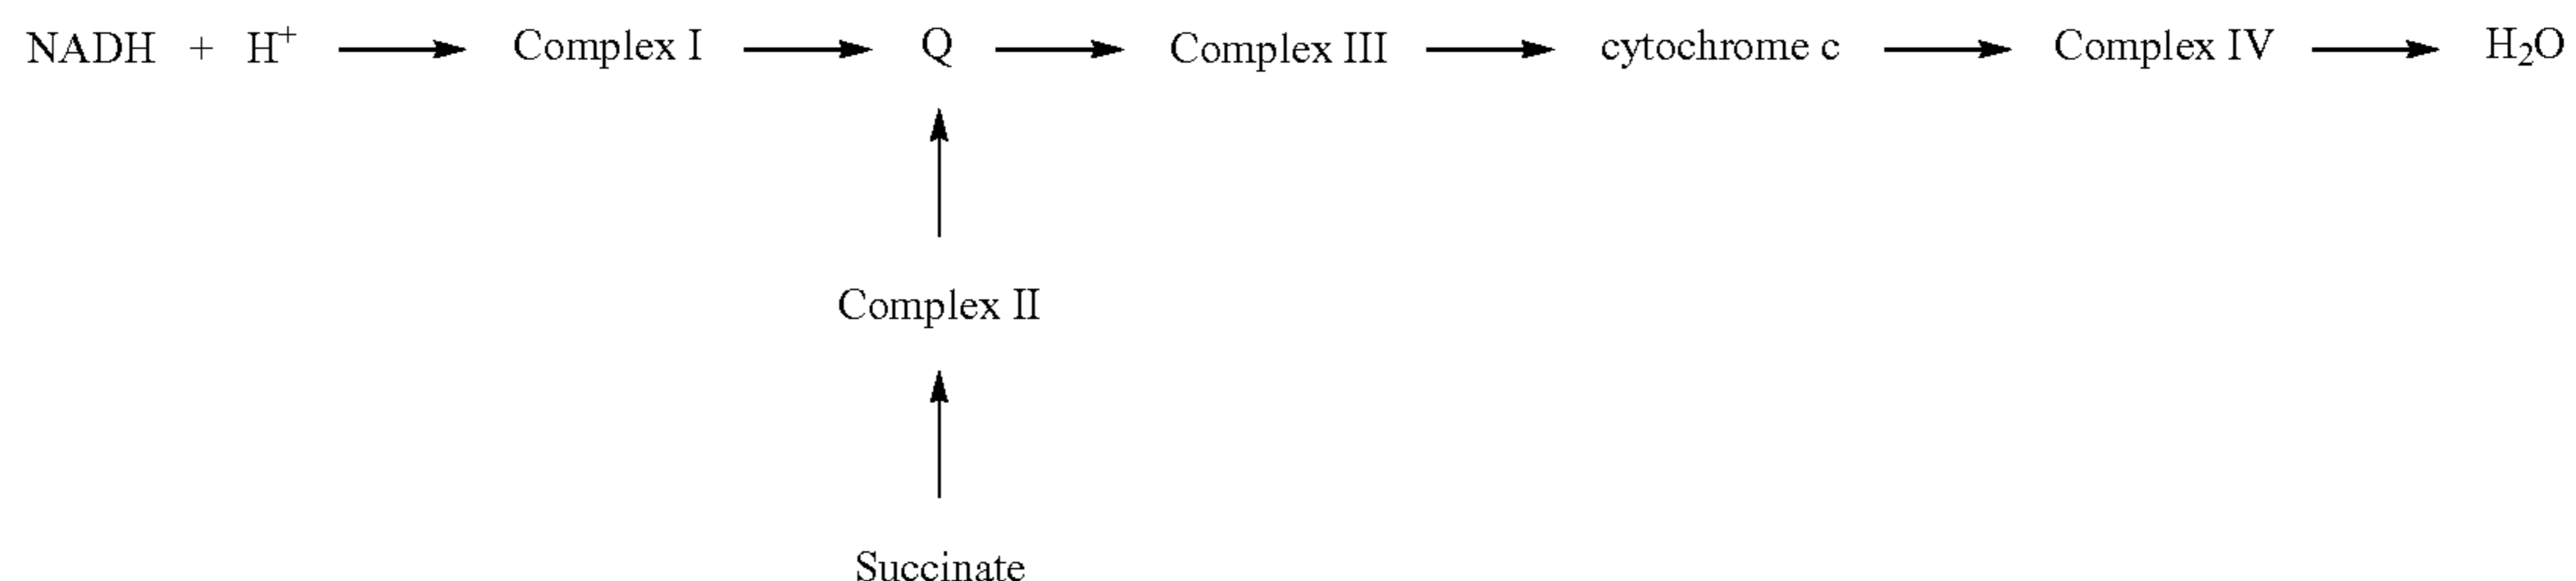 NADH + H⁺ → Complex I → Q → Complex III → cytochrome c → Complex IV → H₂O
Complex II
Succinate